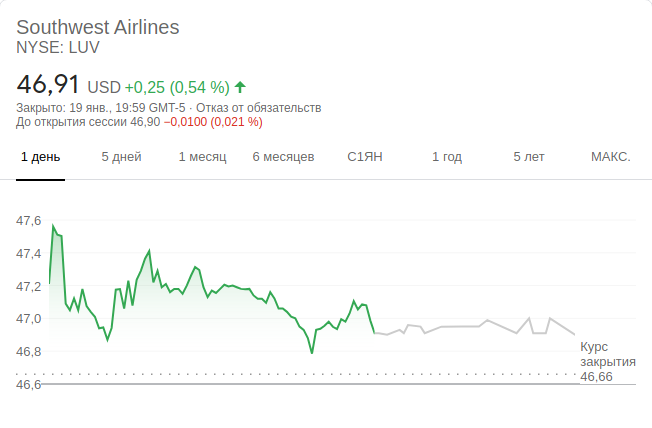 Southwest Airlines
NYSE: LUV
46,91 USD +0,25 (0,54 %)
Закрыто: 19 янв., 19:59 GMT-5 · Отказ от обязательств
До открытия сессии 46,90 −0,0100 (0,021 %)
1 день 5 дней 1 месяц 6 месяцев С1ЯН 1 год 5 лет МАКС.
47,6
47,4
47,2
47,0
46,8
46,6
Курс
закрытия
46,66